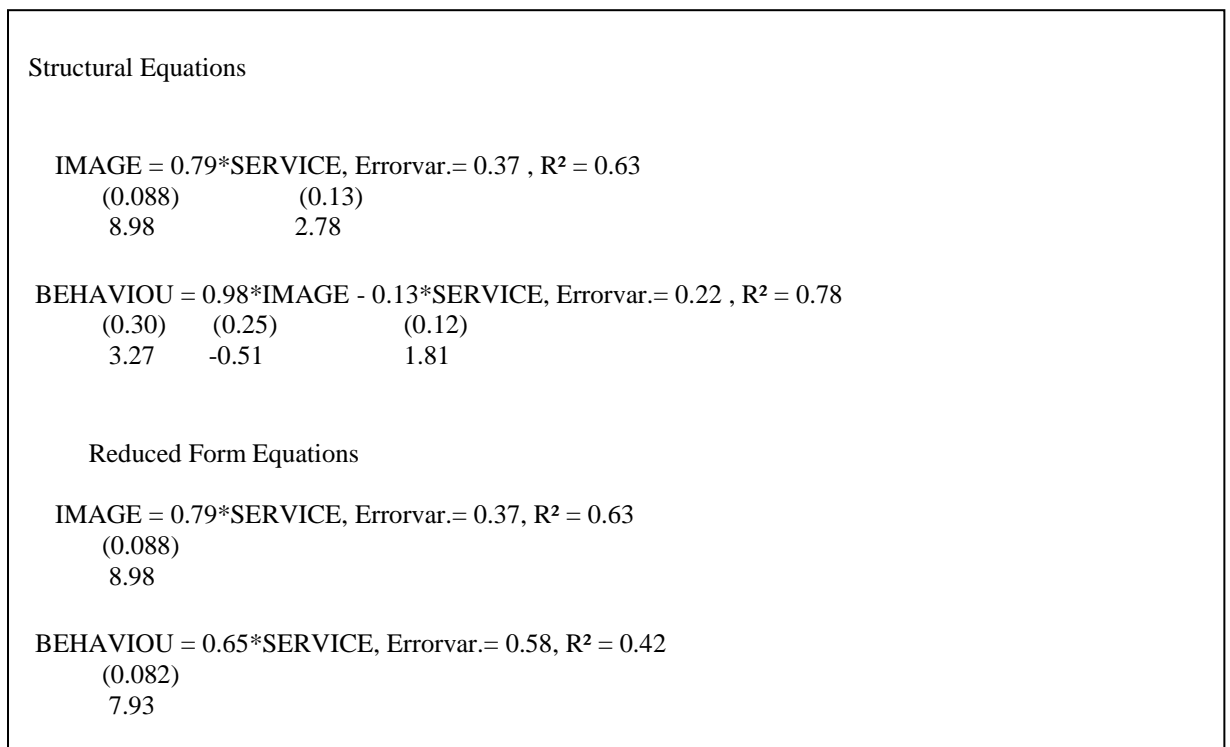 Structural Equations
IMAGE = 0.79*SERVICE, Errorvar.= 0.37 , R² = 0.63
(0.088) (0.13)
8.98 2.78
BEHAVIOU = 0.98*IMAGE - 0.13*SERVICE, Errorvar.= 0.22 , R² = 0.78
(0.30) (0.25) (0.12)
3.27 -0.51 1.81
Reduced Form Equations
IMAGE = 0.79*SERVICE, Errorvar.= 0.37, R² = 0.63
(0.088)
8.98
BEHAVIOU = 0.65*SERVICE, Errorvar.= 0.58, R² = 0.42
(0.082)
7.93